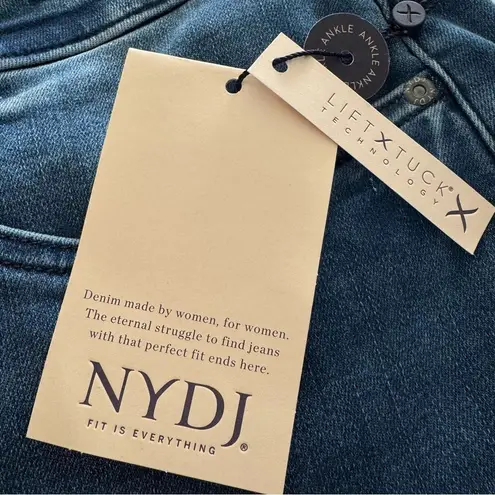 ANKLE ANKLE ANKLE
LIFT X TUCK®
TECHNOLOGY
X
Denim made by women, for women.
The eternal struggle to find jeans
with that perfect fit ends here.
NYDJ®
FIT IS EVERYTHING